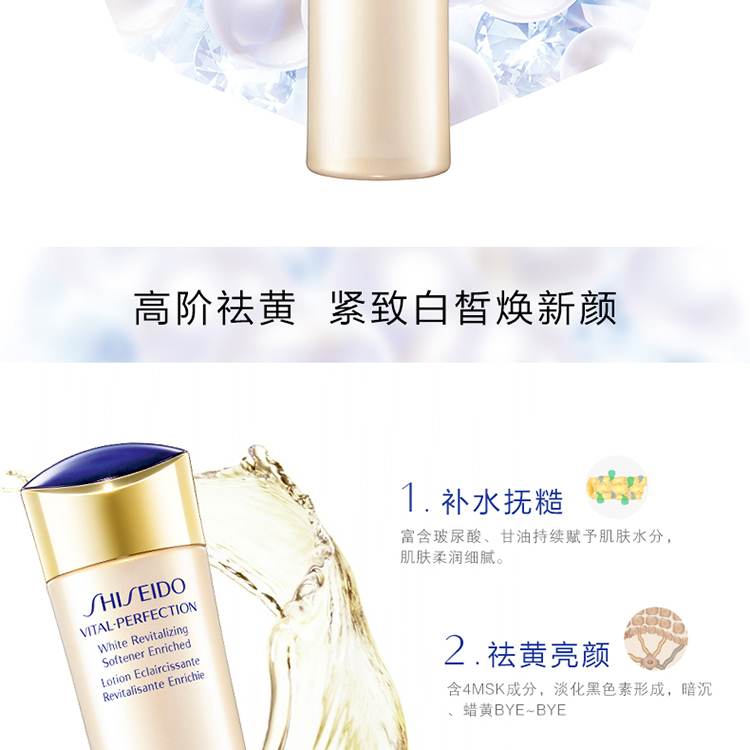 高阶祛黄 紧致白皙焕新颜
1.补水抚糙
富含玻尿酸、甘油持续赋予肌肤水分，
肌肤柔润细腻。
SHISEIDO
VITAL-PERFECTION
White Revitalizing
Softener Enriched
Lotion Eclaircissante
Revitalisante Enrichie
2.祛黄亮颜
含4MSK成分，淡化黑色素形成，暗沉
、蜡黄BYE~BYE